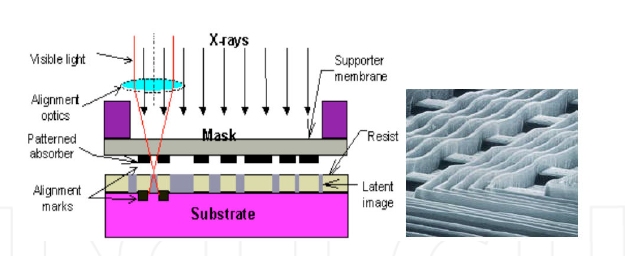 X-rays
Visible light
Supporter
membrane
Alignment
optics
Mask
Patterned
absorber
Resist
Alignment
marks
Latent
image
Substrate